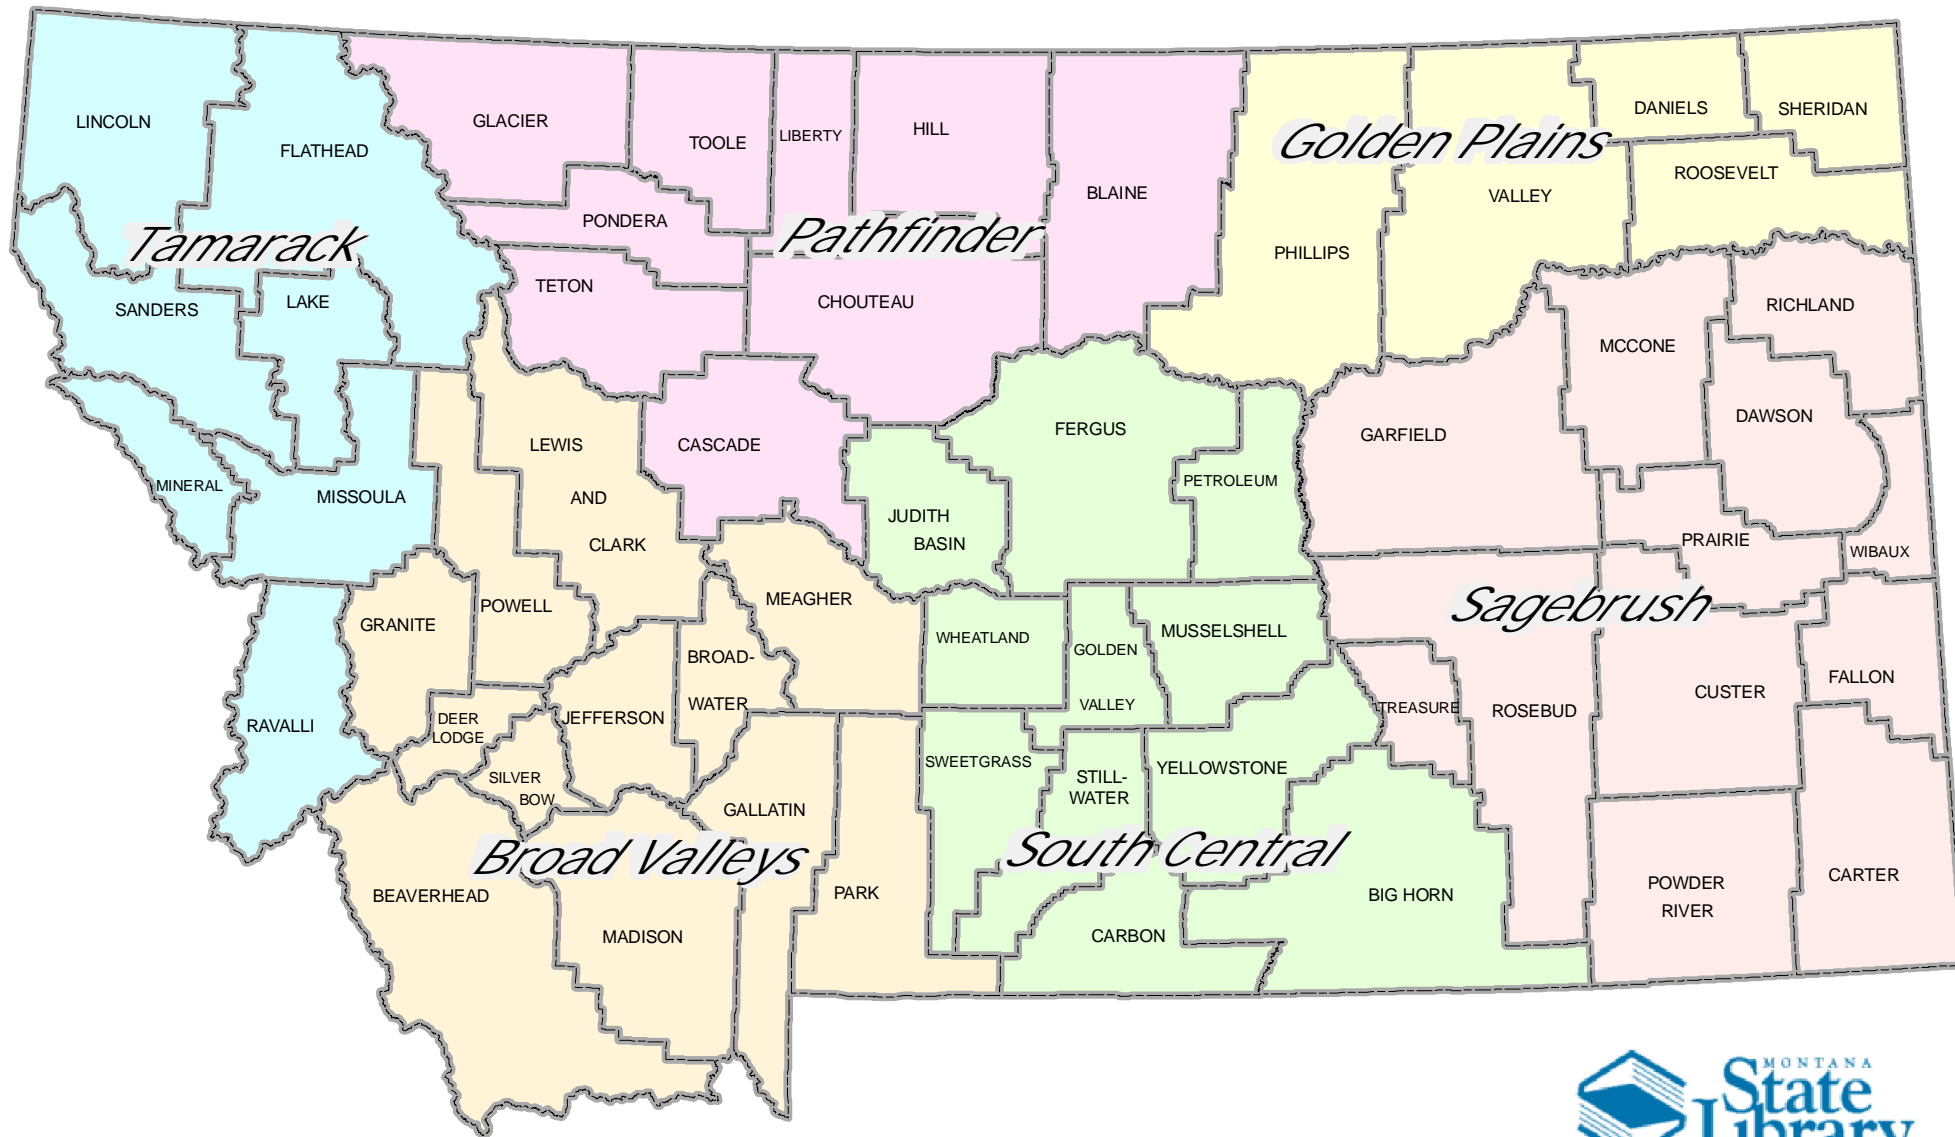 LINCOLN
FLATHEAD
GLACIER
TOOLE
LIBERTY
HILL
BLAINE
Golden Plains
DANIELS
SHERIDAN
ROOSEVELT
VALLEY
PHILLIPS
Tamarack
PONDERA
Pathfinder
TETON
CHOUTEAU
SANDERS
LAKE
RICHLAND
MCCONE
DAWSON
GARFIELD
FERGUS
PETROLEUM
CASCADE
LEWIS
AND
CLARK
MINERAL
MISSOULA
JUDITH
BASIN
PRAIRIE
WIBAUX
Sagebrush
POWELL
GRANITE
MEAGHER
WHEATLAND
GOLDEN
VALLEY
MUSSELSHELL
BROAD-
WATER
JEFFERSON
DEER
LODGE
RAVALLI
SILVER
BOW
TREASURE
ROSEBUD
CUSTER
FALLON
SWEETGRASS
STILL-
WATER
YELLOWSTONE
GALLATIN
Broad Valleys
South Central
BEAVERHEAD
PARK
MADISON
CARBON
BIG HORN
POWDER
RIVER
CARTER
MONTANA
State
Library